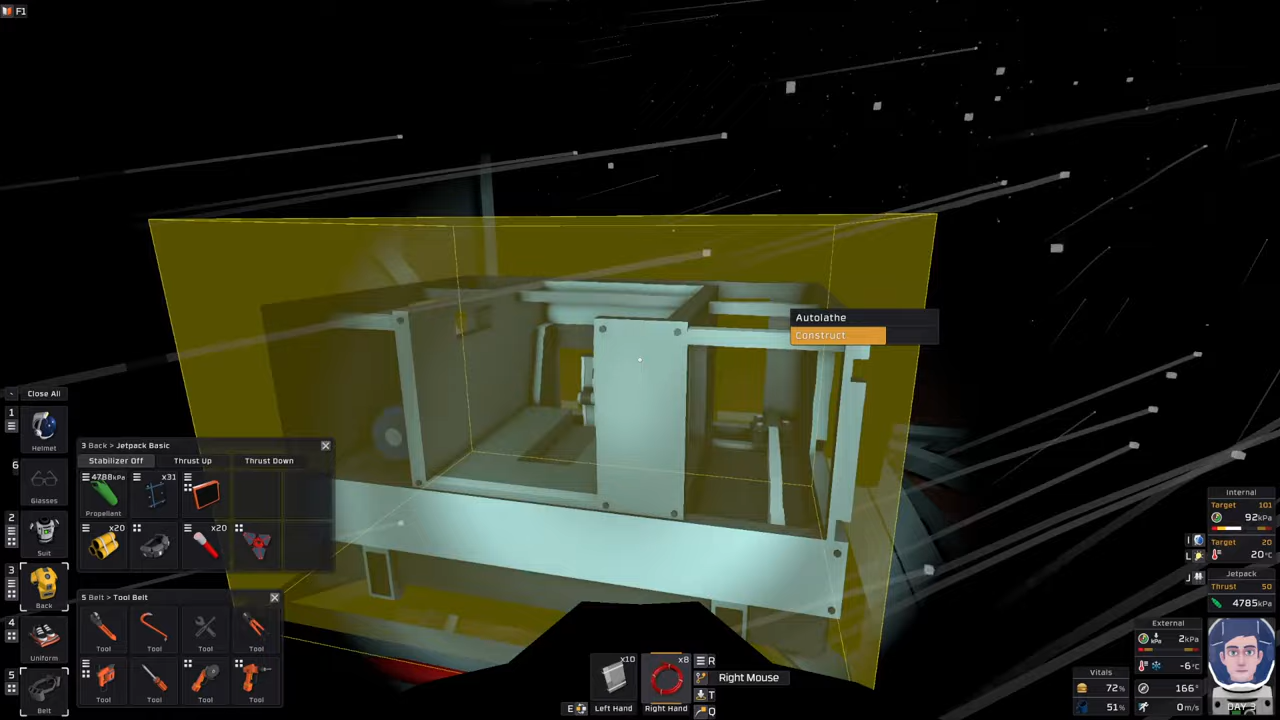 F1
Autolathe
Construct
Close All
1
Helmet
6
Glasses
2
Suit
3
Back
4
Uniform
5
Belt
3 Back > Jetpack Basic
Stabilizer Off
Thrust Up
Thrust Down
4788kPa
x31
Propellant
x20
x20
5 Belt > Tool Belt
Tool
Tool
Tool
Tool
Tool
Tool
Tool
Tool
x10
Left Hand
E
x8
Right Hand
R
Right Mouse
T
Q
Internal
Target 101
92kPa
Target 20
20°C
I
L
J
Jetpack
Thrust 50
4785kPa
External
kPa
2kPa
-6°C
166°
0m/s
Vitals
72%
51%
DAY 3